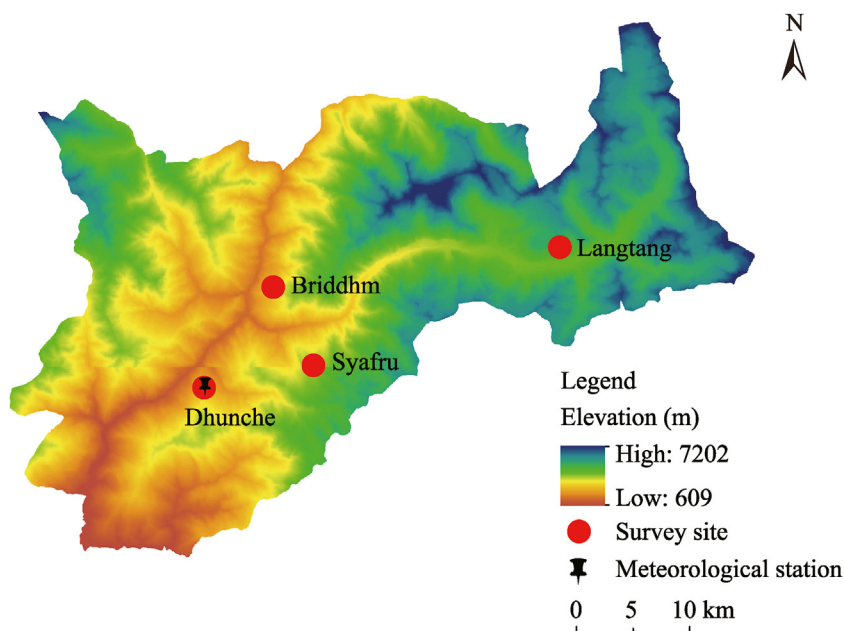 N
Langtang
Briddhm
Syafru
Dhunche
Legend
Elevation (m)
High: 7202
Low: 609
Survey site
Meteorological station
0 5 10 km